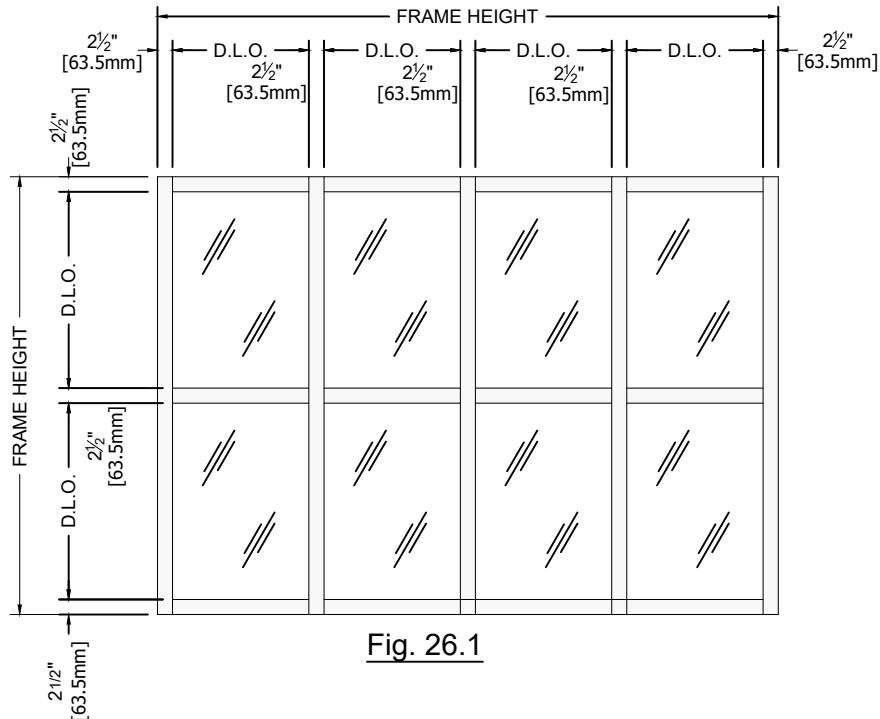 FRAME HEIGHT
2½"
[63.5mm]
D.L.O.
2½"
[63.5mm]
D.L.O.
2½"
[63.5mm]
D.L.O.
2½"
[63.5mm]
D.L.O.
2½"
[63.5mm]
2½"
[63.5mm]
D.L.O.
FRAME HEIGHT
2½"
[63.5mm]
D.L.O.
2 1/2"
[63.5mm]
Fig. 26.1